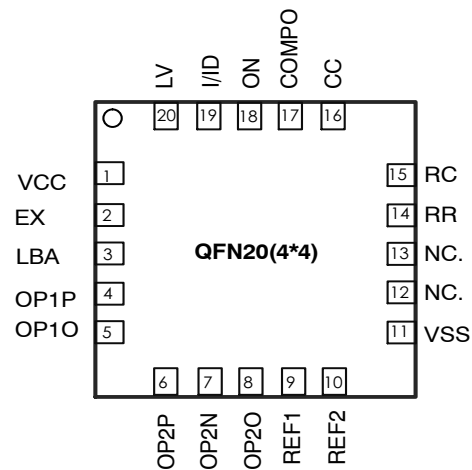 LV
I/ID
ON
COMPO
CC
20
19
18
17
16
VCC 1
EX 2
LBA 3
OP1P 4
OP1O 5
QFN20(4*4)
15 RC
14 RR
13 NC.
12 NC.
11 VSS
6
7
8
9
10
OP2P
OP2N
OP2O
REF1
REF2